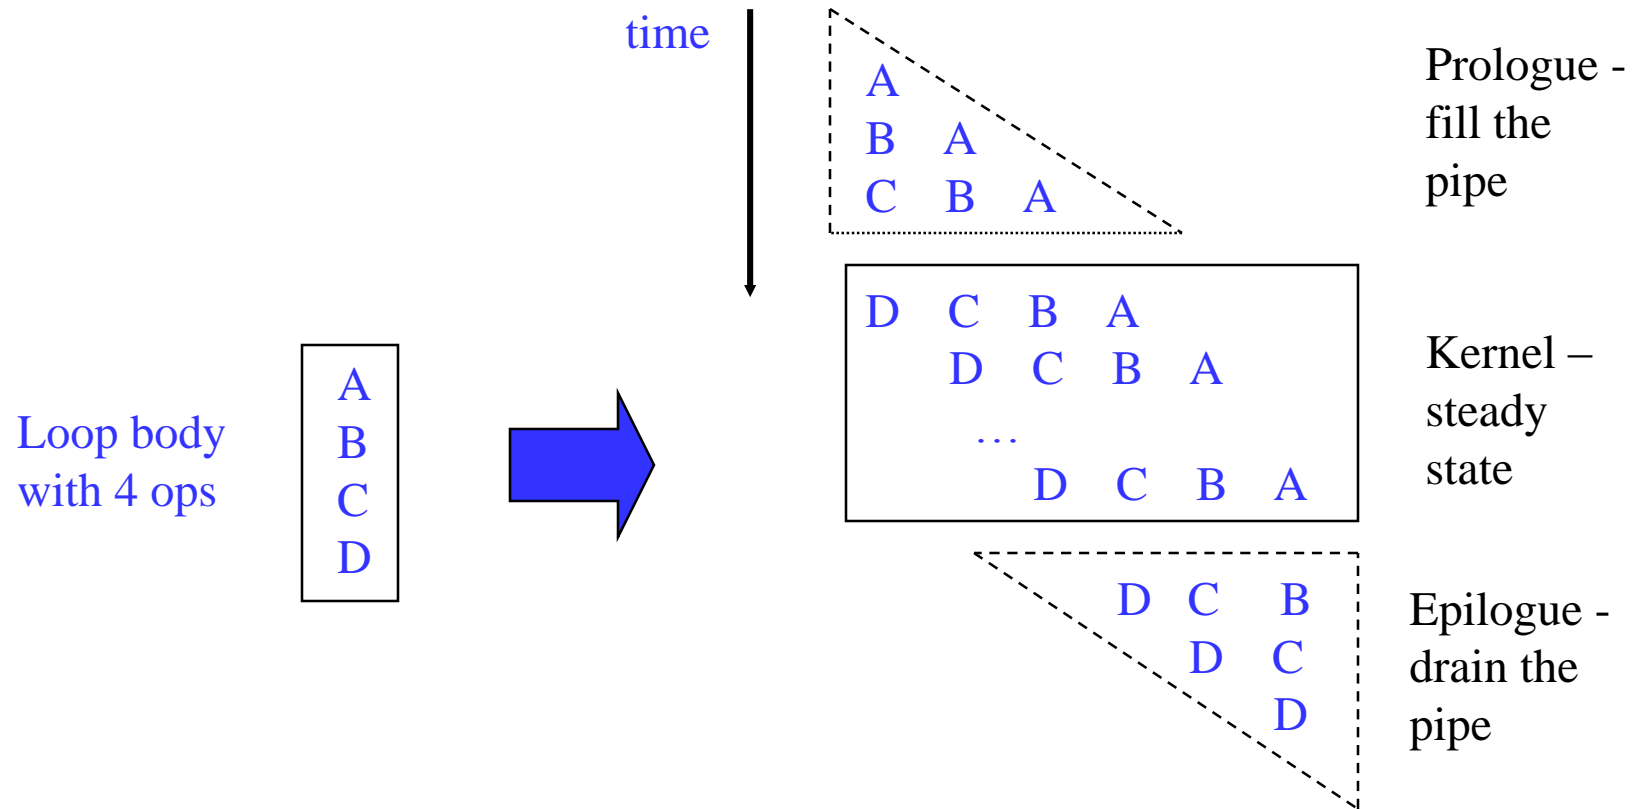 time
A
B A
C B A
Prologue -
fill the
pipe
D C B A
D C B A
...
D C B A
Kernel –
steady
state
Loop body
with 4 ops
A
B
C
D
D C B
D C
D
Epilogue -
drain the
pipe